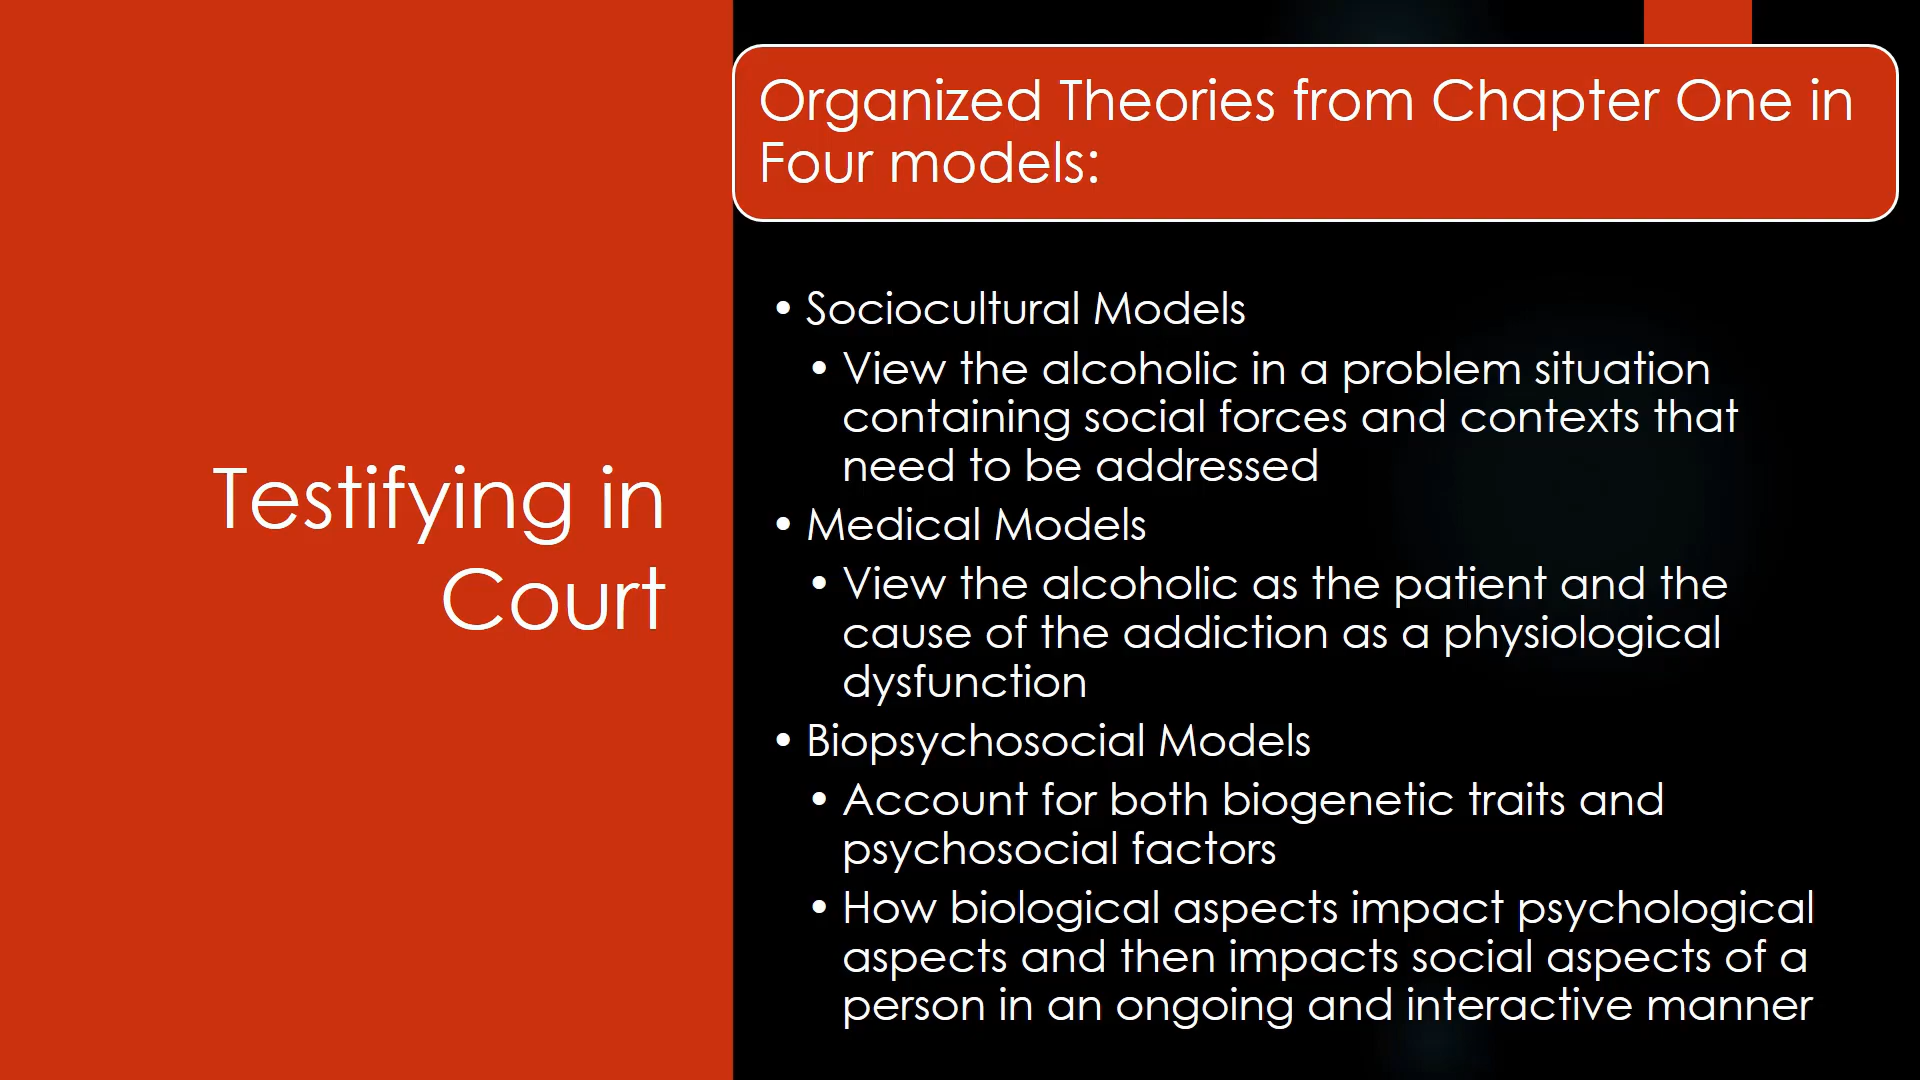 Testifying in
Court
Organized Theories from Chapter One in
Four models:
• Sociocultural Models
• View the alcoholic in a problem situation
containing social forces and contexts that
need to be addressed
• Medical Models
• View the alcoholic as the patient and the
cause of the addiction as a physiological
dysfunction
• Biopsychosocial Models
• Account for both biogenetic traits and
psychosocial factors
• How biological aspects impact psychological
aspects and then impacts social aspects of a
person in an ongoing and interactive manner